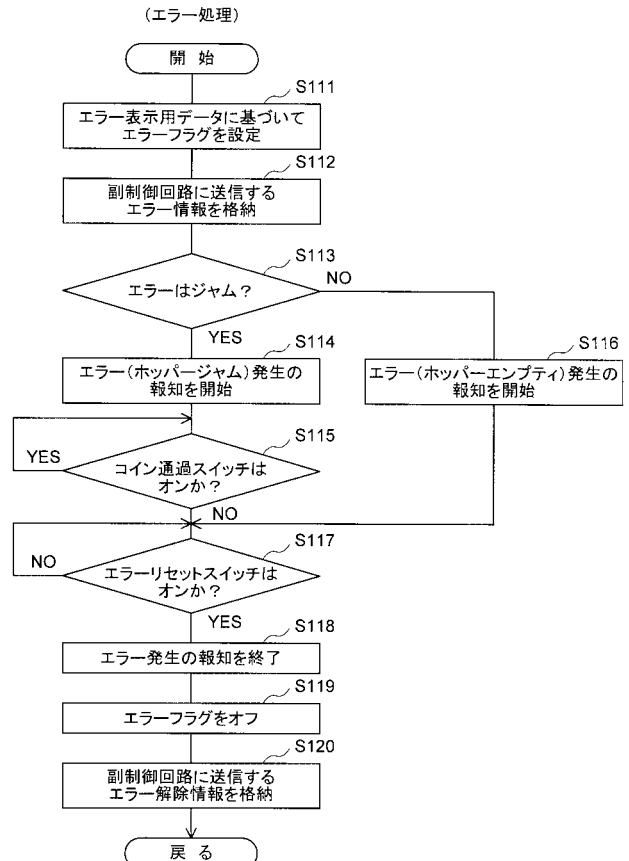 (エラー処理)
開 始
S111
エラー表示用データに基づいて
エラーフラグを設定
S112
副制御回路に送信する
エラー情報を格納
S113
エラーはジャム?
NO
YES
S114
エラー(ホッパージャム)発生の
報知を開始
S116
エラー(ホッパーエンプティ)発生の
報知を開始
S115
YES
コイン通過スイッチは
オンか?
NO
S117
NO
エラーリセットスイッチは
オンか?
YES
S118
エラー発生の報知を終了
S119
エラーフラグをオフ
S120
副制御回路に送信する
エラー解除情報を格納
戻 る